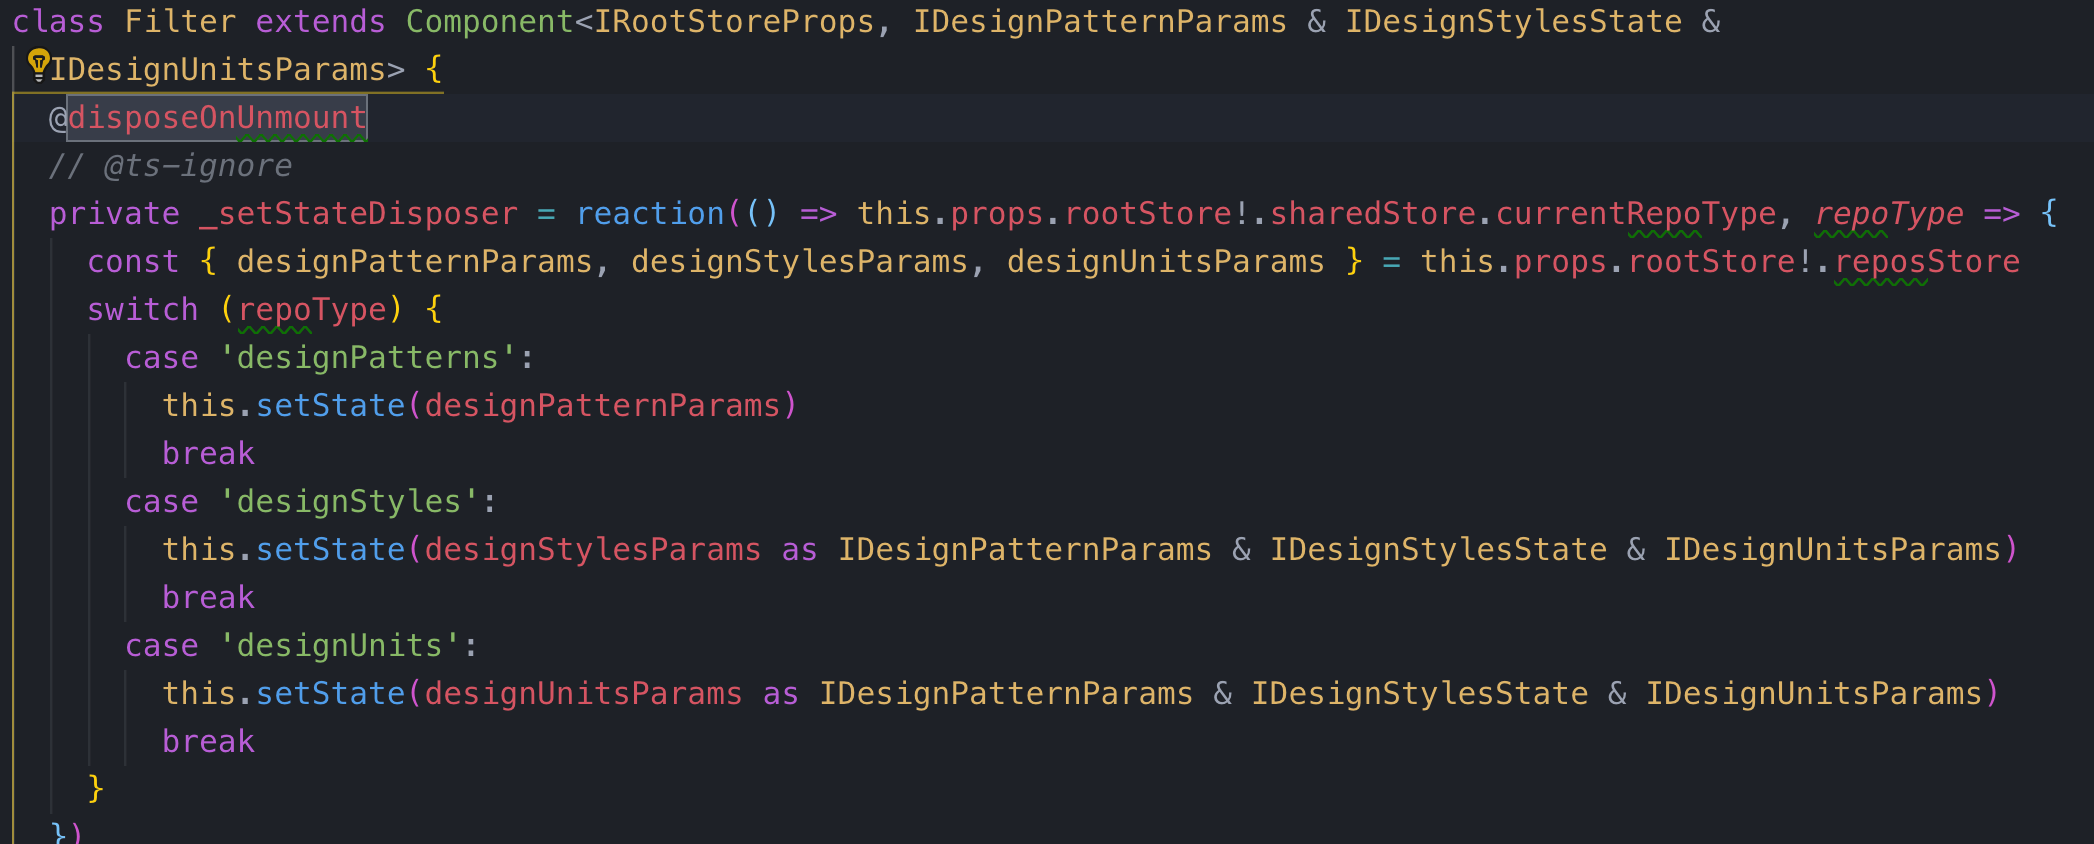 class Filter extends Component<IRootStoreProps, IDesignPatternParams & IDesignStylesState &
IDesignUnitsParams> {
@disposeOnUnmount
// @ts-ignore
private _setStateDisposer = reaction(() => this.props.rootStore!.sharedStore.currentRepoType, repoType => {
const { designPatternParams, designStylesParams, designUnitsParams } = this.props.rootStore!.reposStore
switch (repoType) {
case 'designPatterns':
this.setState(designPatternParams)
break
case 'designStyles':
this.setState(designStylesParams as IDesignPatternParams & IDesignStylesState & IDesignUnitsParams)
break
case 'designUnits':
this.setState(designUnitsParams as IDesignPatternParams & IDesignStylesState & IDesignUnitsParams)
break
}
})